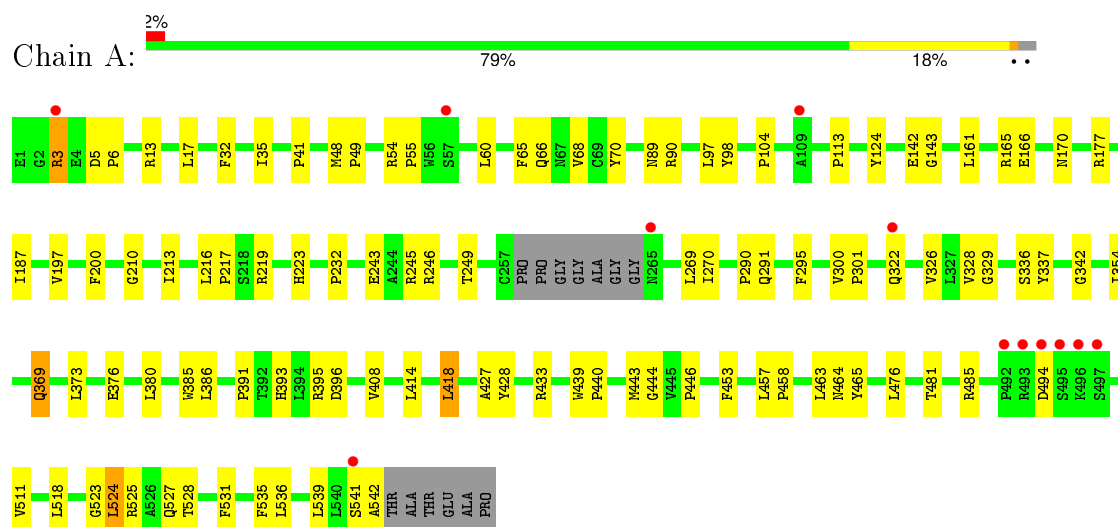 2%
Chain A:
79%
18%
E1 G2 R3 E4 D5 P6 R13 L17 F32 I35 P41 M48 P49 R54 P55 W56 S57 L60 F65 Q66 N67 V68 C69 Y70 N89 R90 L97 Y98 P104 A109 P113 Y124 E142 G143 L161 R165 E166 N170 R177
I187 V197 F200 G210 I213 L216 P217 S218 R219 H223 P232 E243 A244 R245 R246 T249 C257 PRO PRO GLY GLY ALA GLY GLY N265 L269 I270 P290 Q291 F295 V300 P301 Q322 V326 L327 V328 G329 S336 Y337 G342
Q369 L373 E376 L380 W385 L386 P391 T392 H393 L394 R395 D396 V408 L414 L418 A427 Y428 R433 W439 P440 M443 G444 V445 P446 F453 L457 P458 L463 N464 Y465 L476 T481 R485 P492 R493 D494 S495 K496 S497
V511 L518 G523 L524 R525 A526 Q527 T528 F531 F535 L536 L539 L540 S541 A542 THR ALA THR GLU ALA PRO